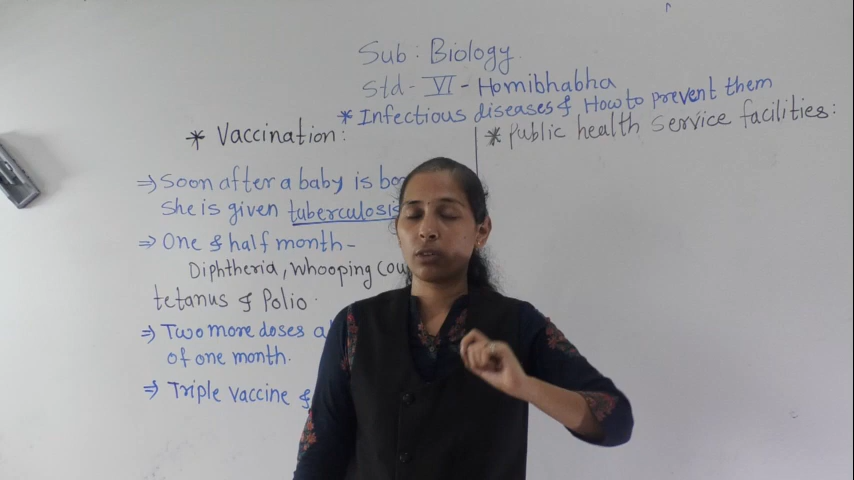 Sub : Biology.
Std - VI - Homibhabha
* Infectious diseases & How to prevent them
* Vaccination :
* Public health Service facilities :
⇒ Soon after a baby is
She is given tuberculosis
⇒ One & half month -
Diphtheria, Whooping
tetanus & Polio.
⇒ Two more doses
of one month.
⇒ Triple vaccine &